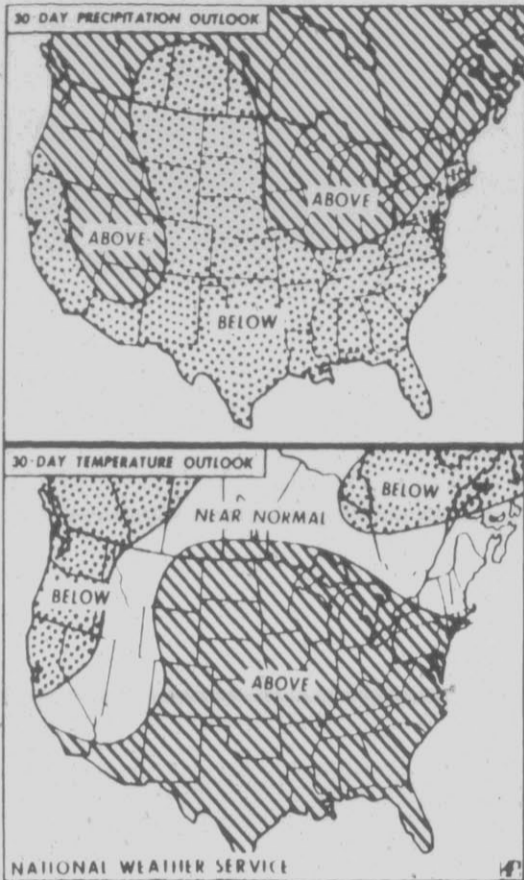 30-DAY PRECIPITATION OUTLOOK
ABOVE
ABOVE
BELOW
30-DAY TEMPERATURE OUTLOOK
BELOW
NEAR NORMAL
BELOW
ABOVE
NATIONAL WEATHER SERVICE